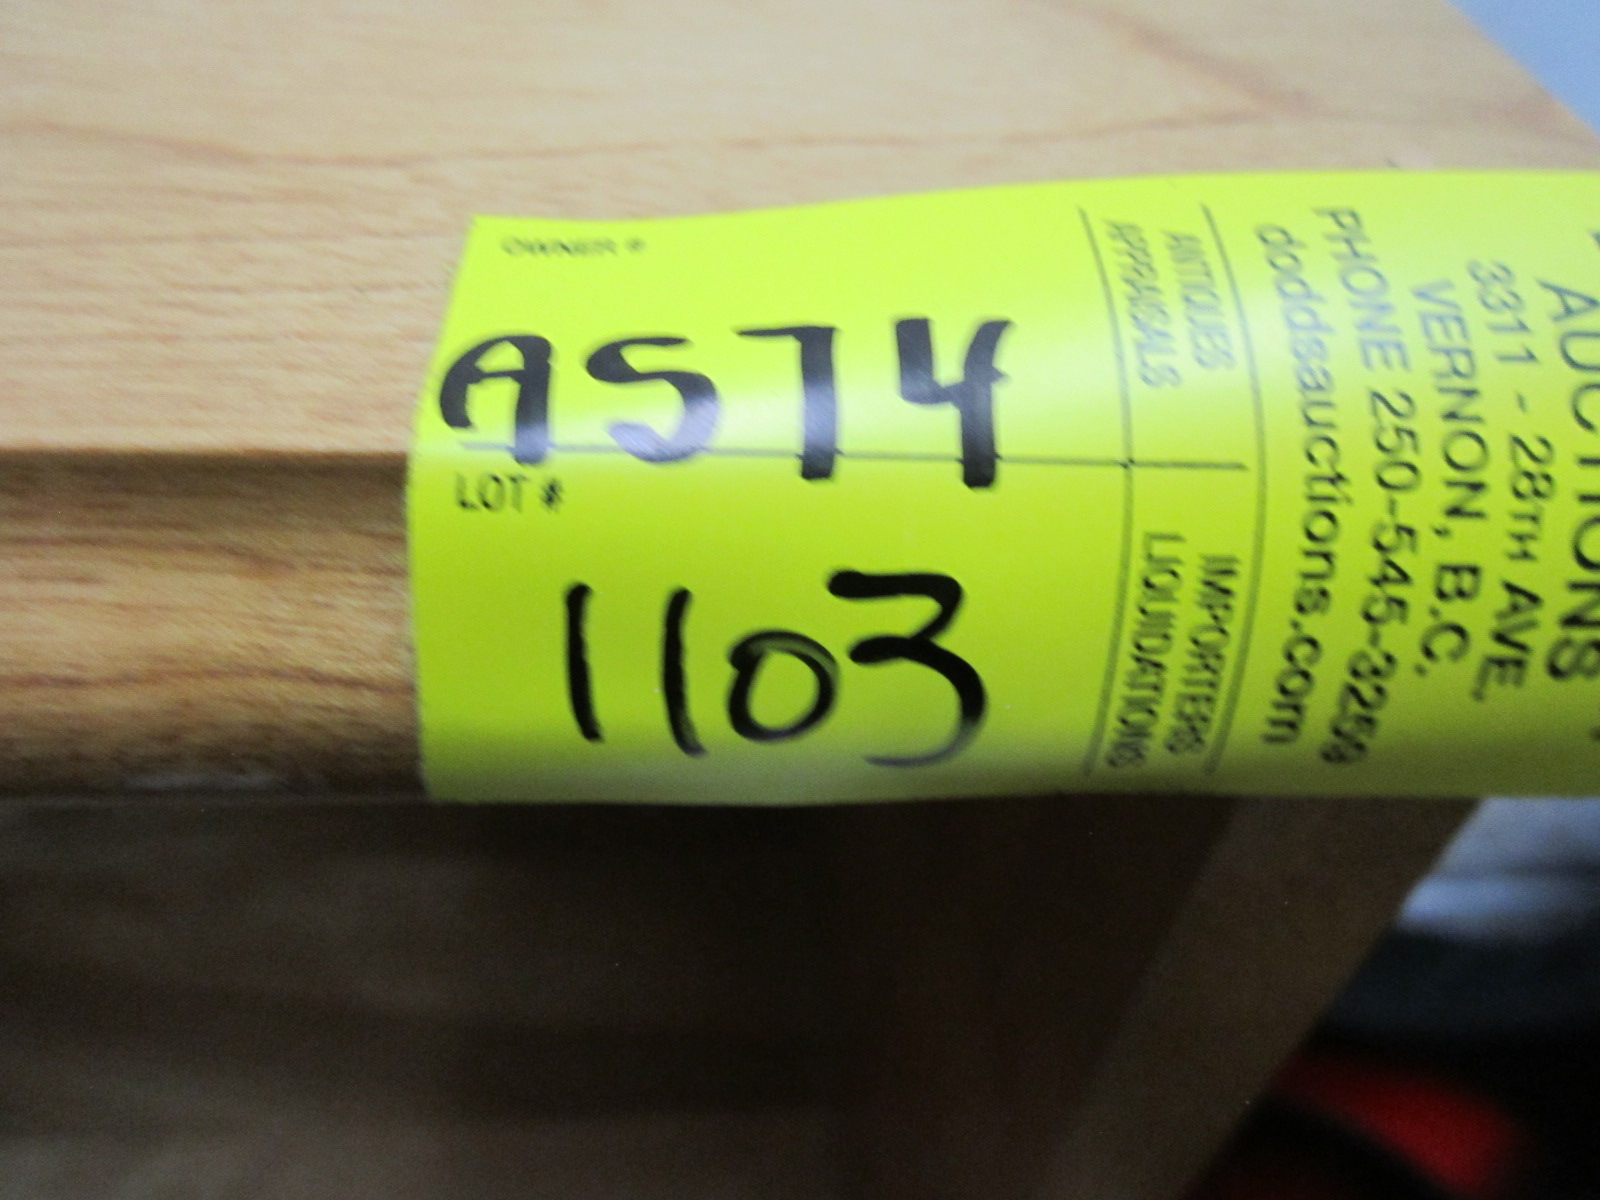 OWNER #
A574
LOT #
1103
ANTIQUES
APPRAISALS
IMPORTERS
LIQUIDATIONS
AUCTIONS
3311 - 28TH AVE.
VERNON, B.C.
PHONE 250-545-3259
doddsauctions.com